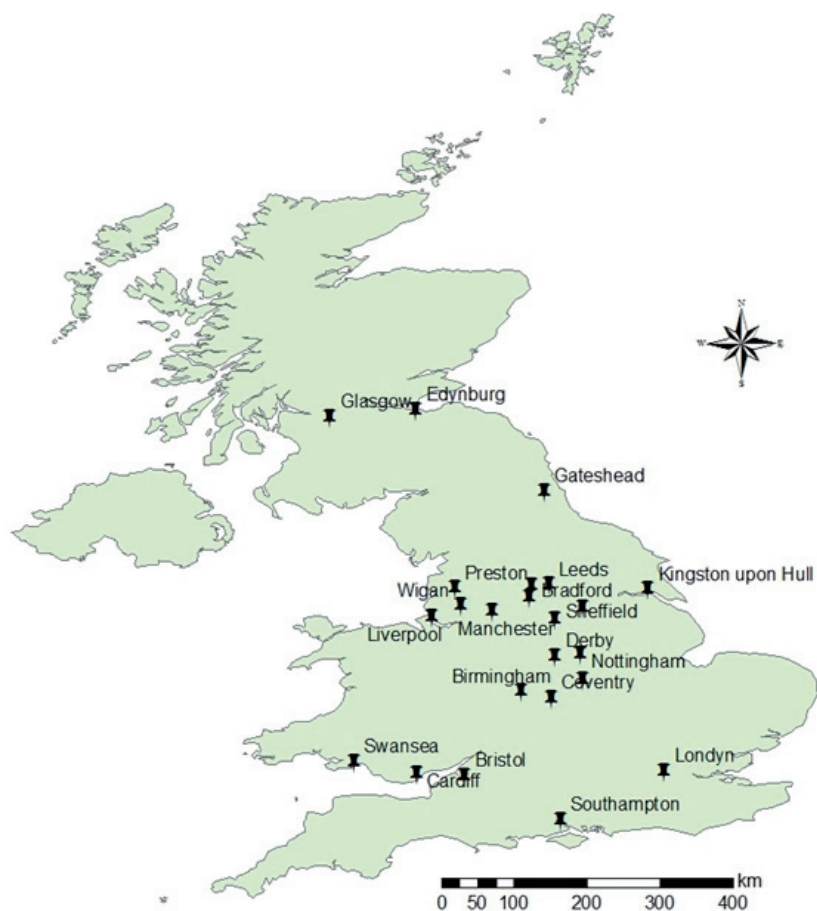 N
W E
S
Glasgow
Edynburg
Gateshead
Preston
Leeds
Kingston upon Hull
Wigan
Bradford
Sheffield
Liverpool
Manchester
Derby
Nottingham
Birmingham
Coventry
Swansea
Bristol
Londyn
Cardiff
Southampton
km
0 50 100 200 300 400